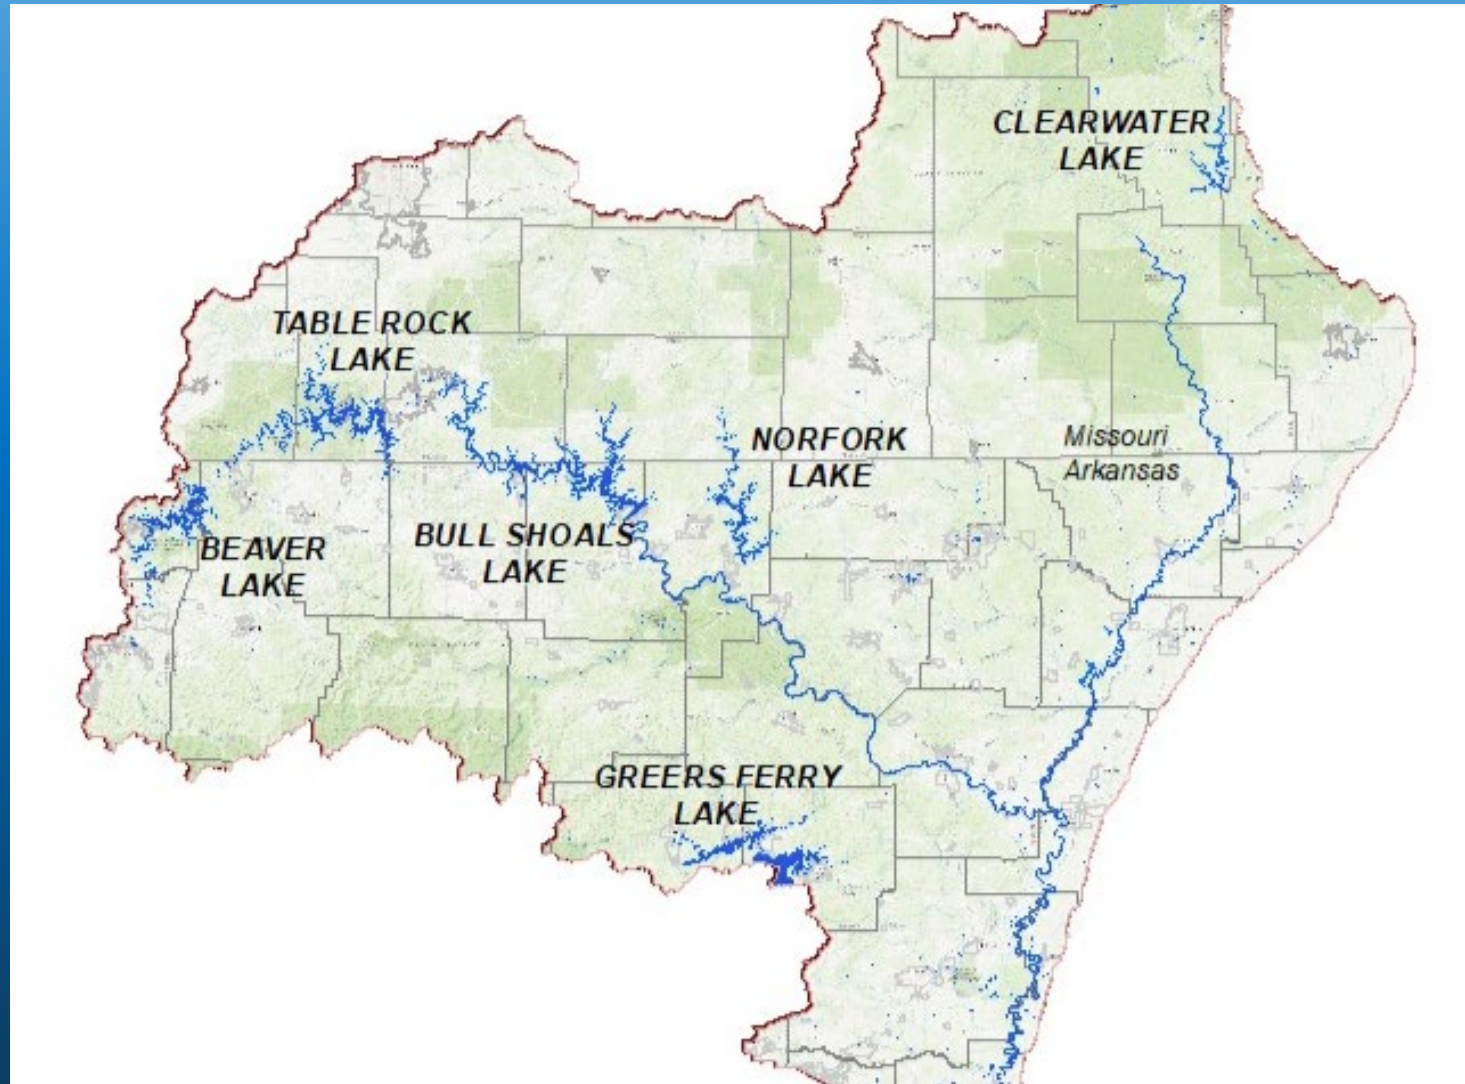 CLEARWATER
LAKE
TABLE ROCK
LAKE
NORFORK
LAKE
Missouri
Arkansas
BULL SHOALS
LAKE
BEAVER
LAKE
GREERS FERRY
LAKE